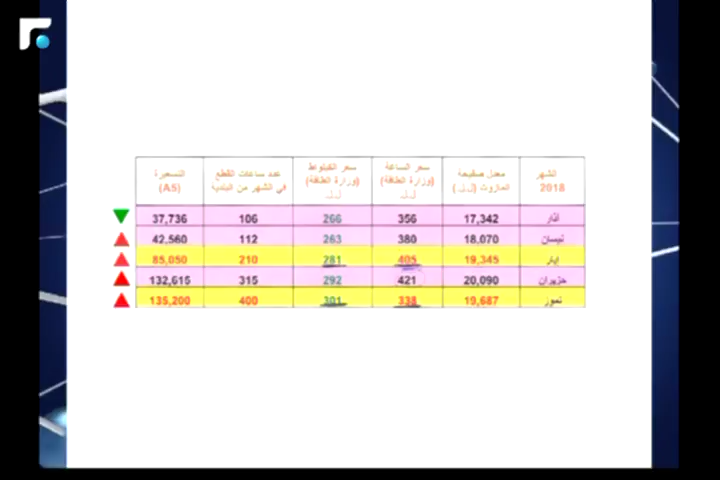 الشهر 2018 معدل صفيحة المازوت (ل.ل.) سعر الساعة (وزارة الطاقة) ل.ل. سعر الكيلواط (وزارة الطاقة) ل.ل. عدد ساعات القطع في الشهر من البلدية التسعيرة (A5)
آذار 17,342 356 266 106 37,736
نيسان 18,070 380 263 112 42,560
ايار 19,345 405 281 210 85,050
حزيران 20,090 421 292 315 132,615
تموز 19,687 338 301 400 135,200